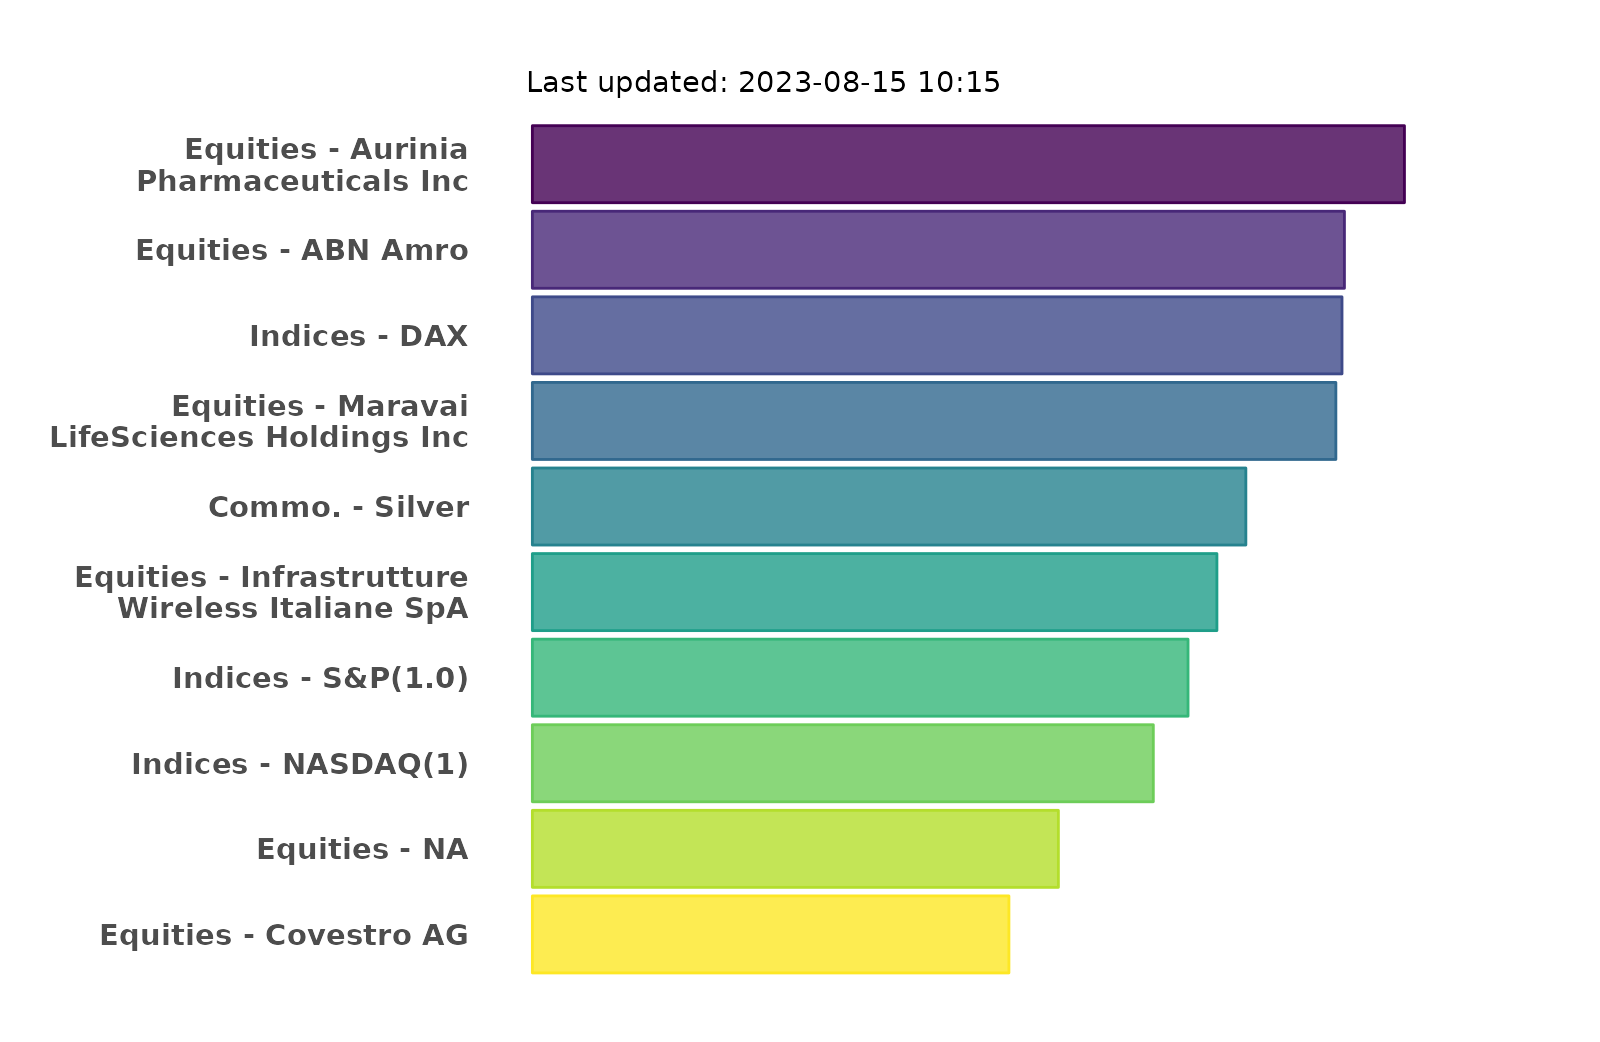 Last updated: 2023-08-15 10:15
Equities - Aurinia
Pharmaceuticals Inc
Equities - ABN Amro
Indices - DAX
Equities - Maravai
LifeSciences Holdings Inc
Commo. - Silver
Equities - Infrastrutture
Wireless Italiane SpA
Indices - S&P(1.0)
Indices - NASDAQ(1)
Equities - NA
Equities - Covestro AG